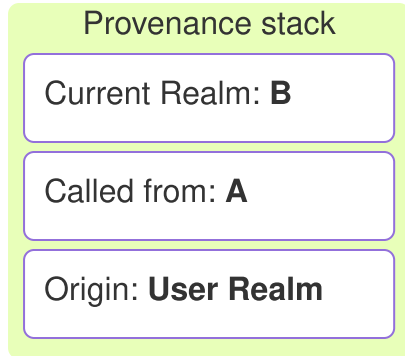 Provenance stack
Current Realm: B
Called from: A
Origin: User Realm